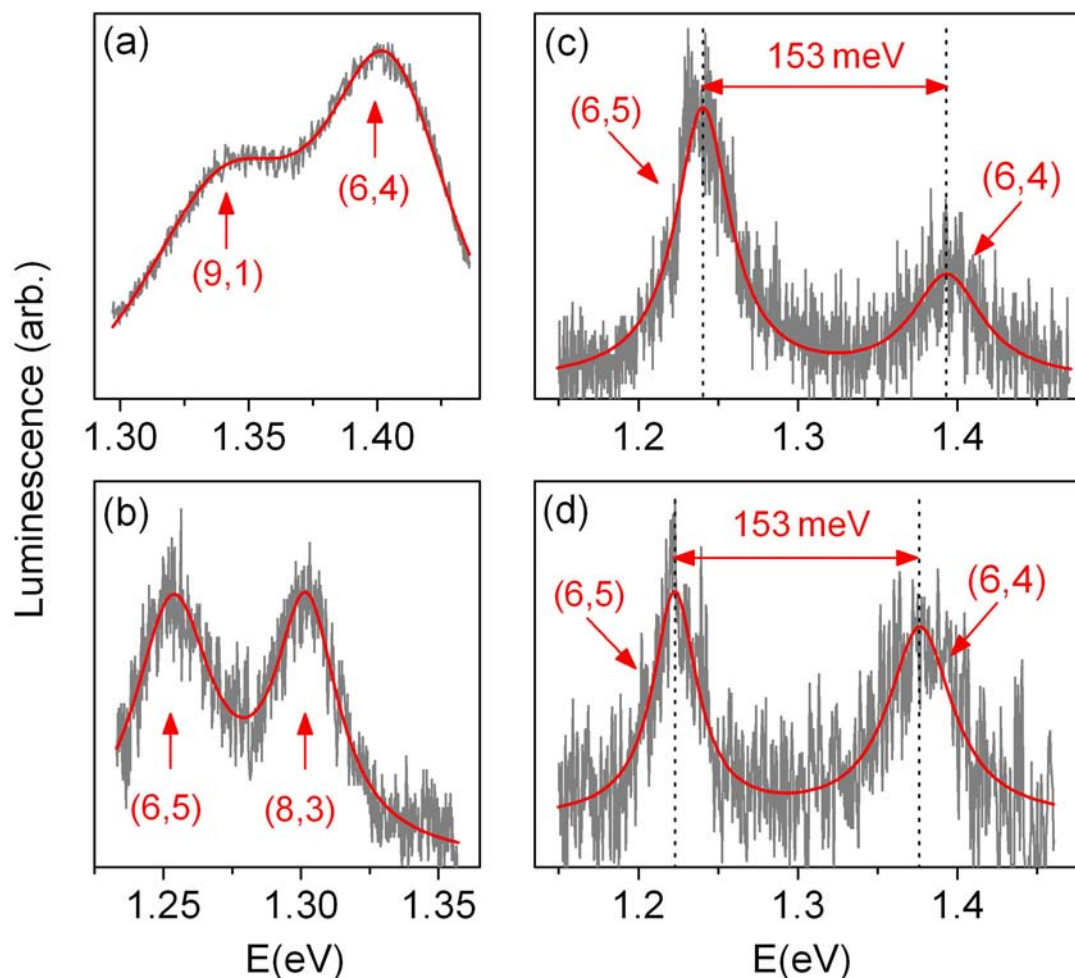 Luminescence (arb.)
(a)
(9,1)
(6,4)
1.30 1.35 1.40
(b)
(6,5)
(8,3)
1.25 1.30 1.35
E(eV)
(c)
153 meV
(6,5)
(6,4)
1.2 1.3 1.4
(d)
153 meV
(6,5)
(6,4)
1.2 1.3 1.4
E(eV)